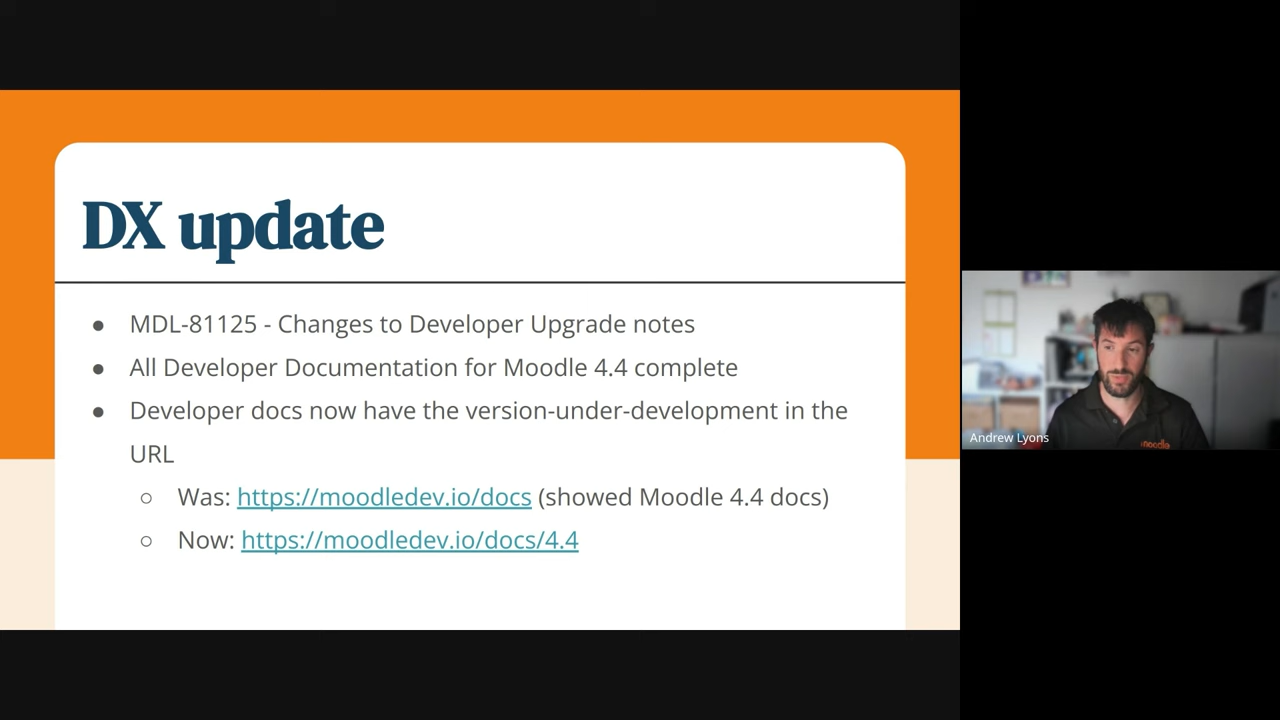 DX update
● MDL-81125 - Changes to Developer Upgrade notes
● All Developer Documentation for Moodle 4.4 complete
● Developer docs now have the version-under-development in the
URL
○ Was: https://moodledev.io/docs (showed Moodle 4.4 docs)
○ Now: https://moodledev.io/docs/4.4
moodle
Andrew Lyons